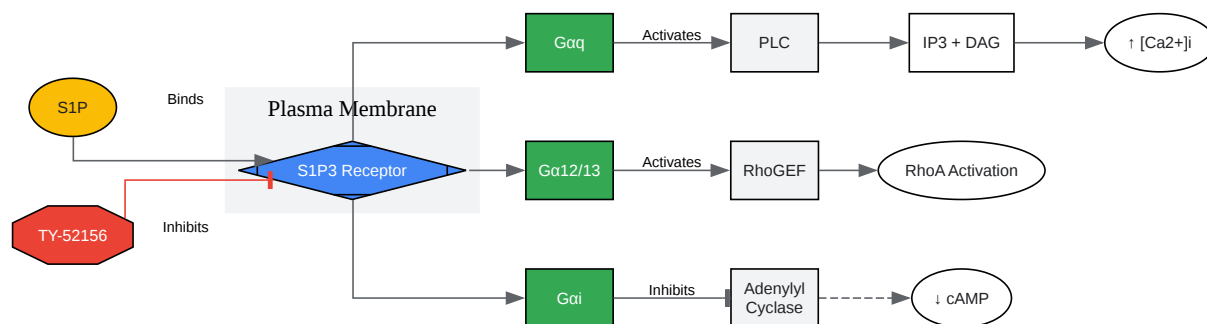 Gαq
Activates
PLC
IP3 + DAG
↑ [Ca2+]i
S1P
Binds
Plasma Membrane
S1P3 Receptor
Gα12/13
Activates
RhoGEF
RhoA Activation
TY-52156
Inhibits
Gαi
Inhibits
Adenylyl
Cyclase
↓ cAMP